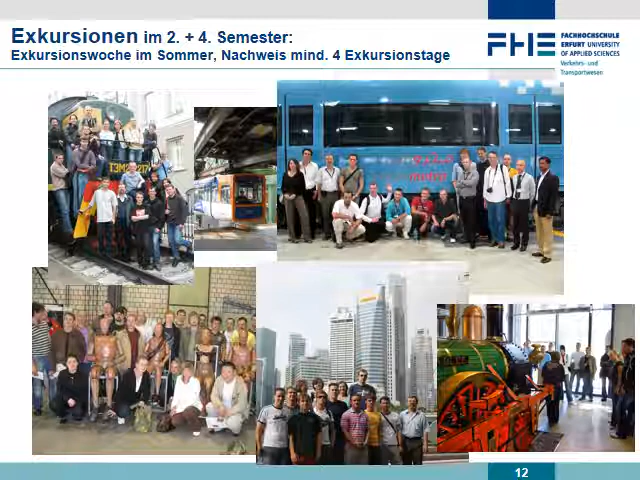 Exkursionen im 2. + 4. Semester:
Exkursionswoche im Sommer, Nachweis mind. 4 Exkursionstage
FHE
FACHHOCHSCHULE
ERFURT UNIVERSITY
OF APPLIED SCIENCES
Verkehrs- und
Transportwesen
12